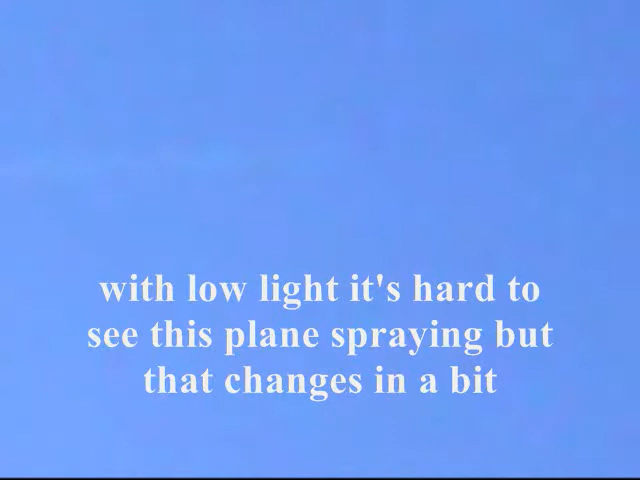 with low light it's hard to
see this plane spraying but
that changes in a bit